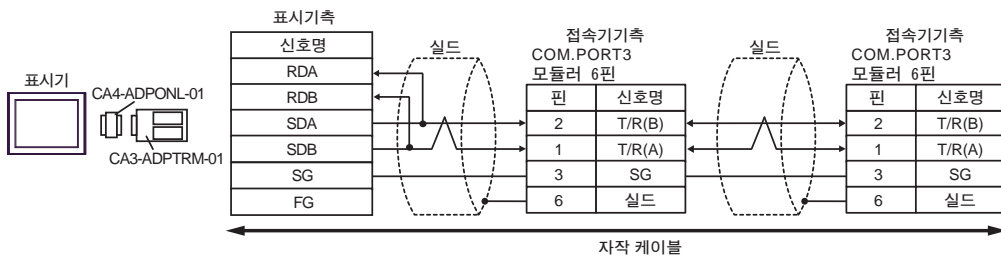 표시기
CA4-ADPONL-01
CA3-ADPTRM-01
표시기측
신호명
RDA
RDB
SDA
SDB
SG
FG
실드
접속기기측
COM.PORT3
모듈러 6핀
핀 신호명
2 T/R(B)
1 T/R(A)
3 SG
6 실드
실드
접속기기측
COM.PORT3
모듈러 6핀
핀 신호명
2 T/R(B)
1 T/R(A)
3 SG
6 실드
자작 케이블